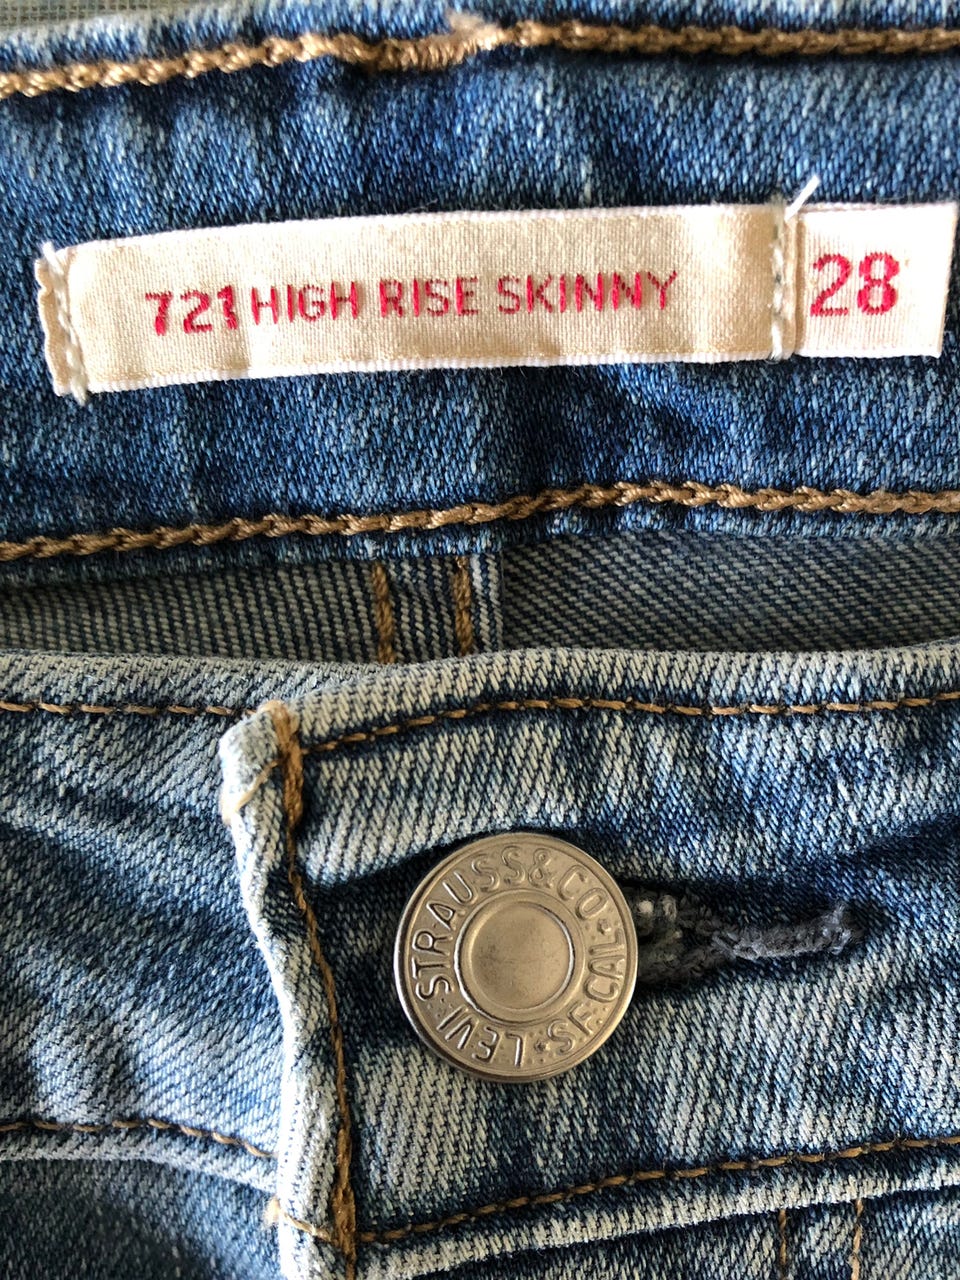 721 HIGH RISE SKINNY 28
LEVI STRAUSS & CO. S.F. CAL